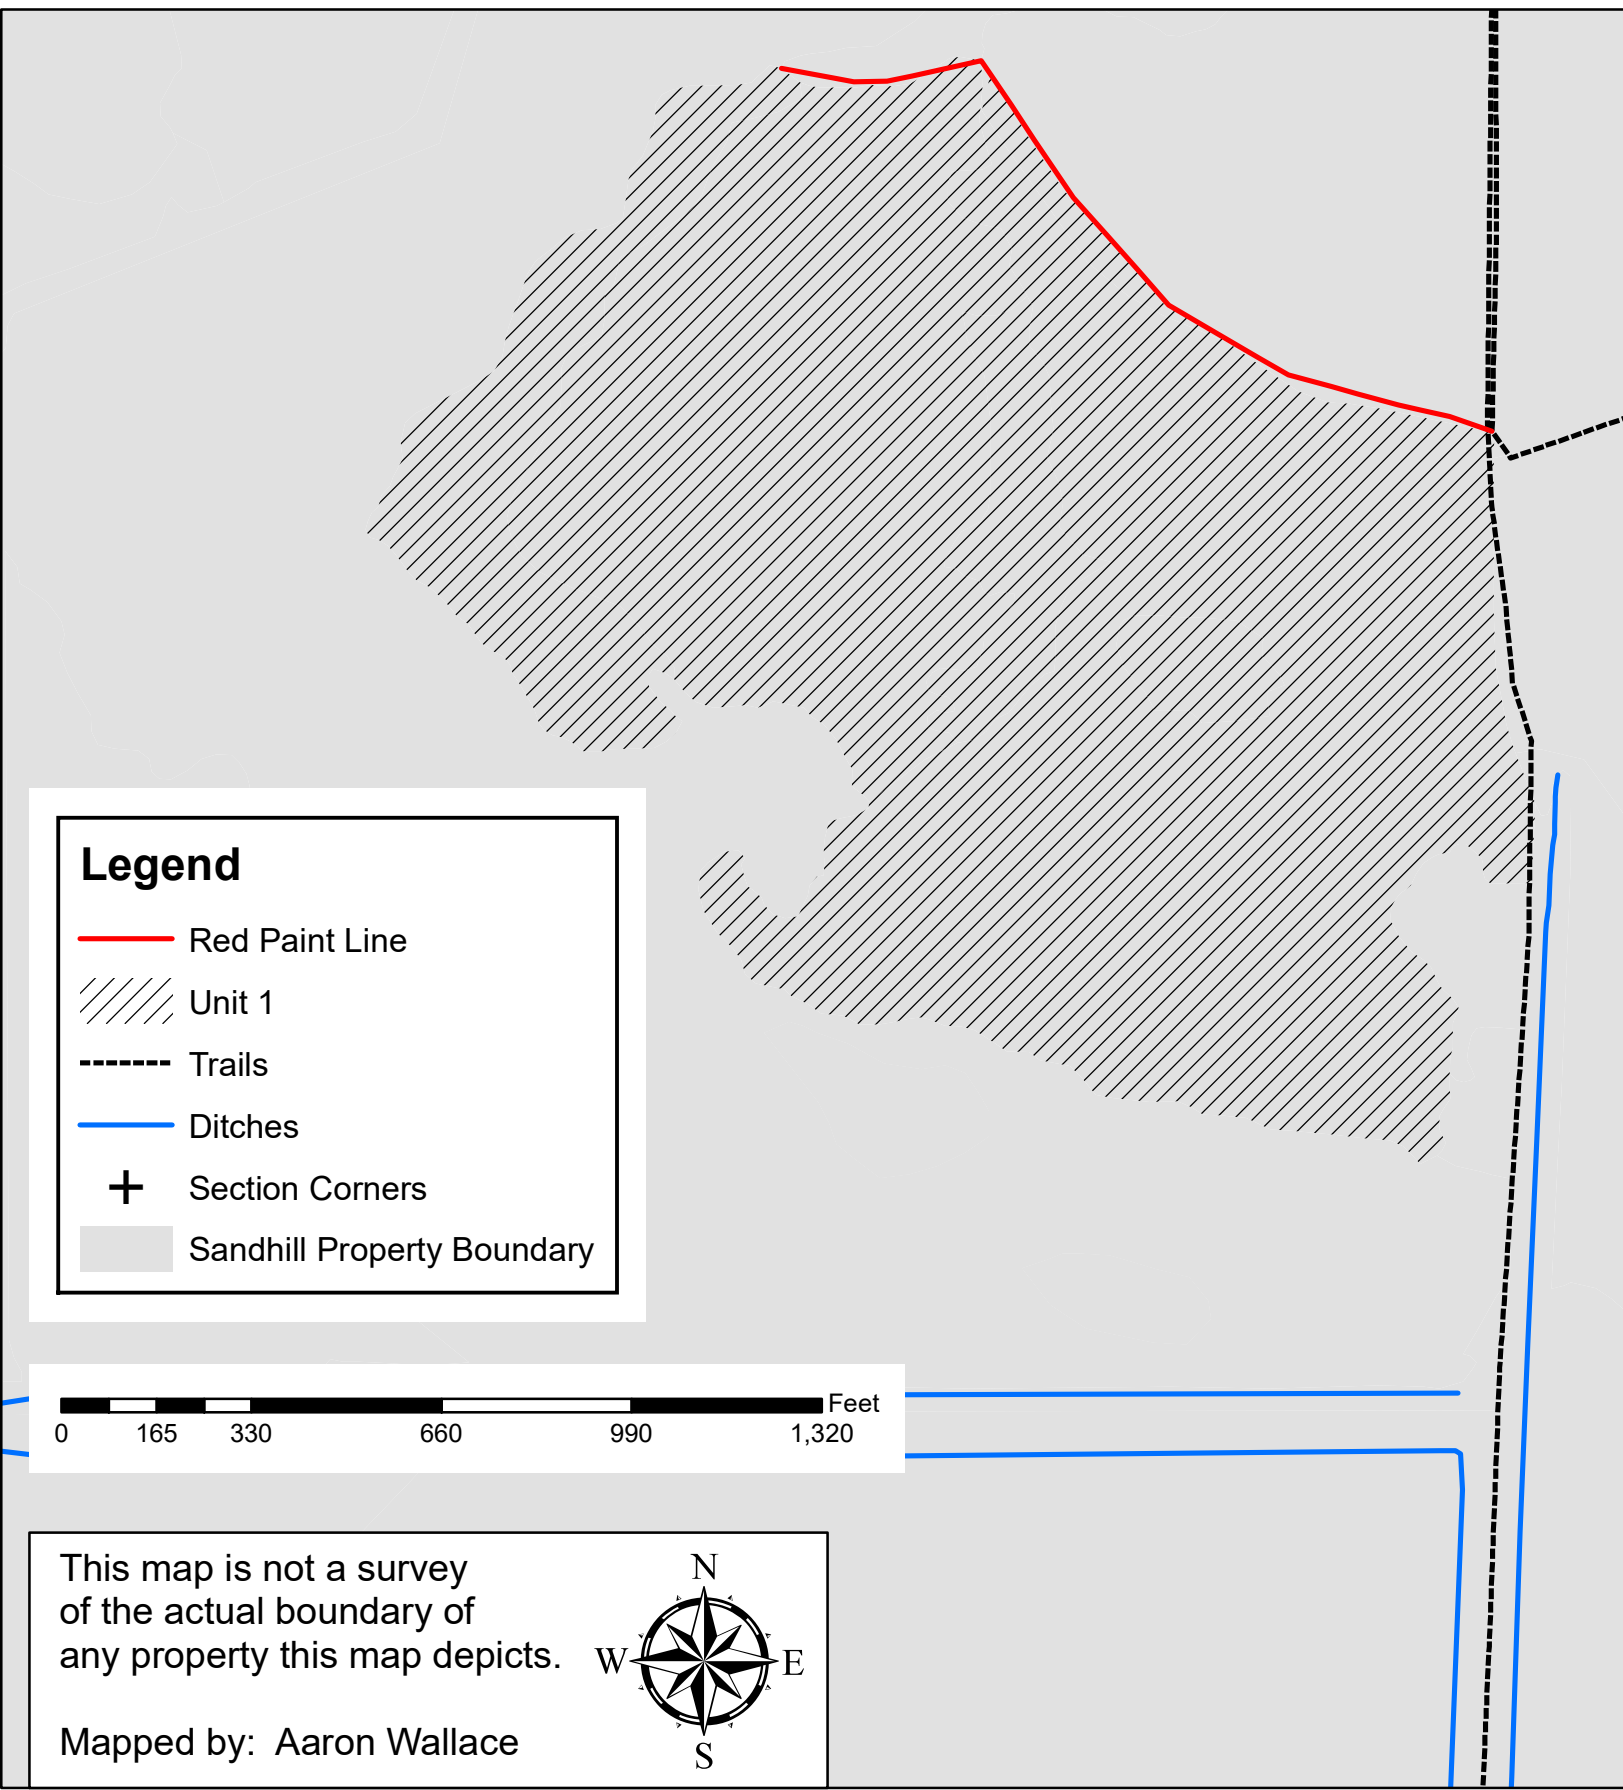 Legend
Red Paint Line
Unit 1
Trails
Ditches
Section Corners
Sandhill Property Boundary
Feet
0 165 330 660 990 1,320
This map is not a survey
of the actual boundary of
any property this map depicts.
Mapped by: Aaron Wallace
N
W E
S